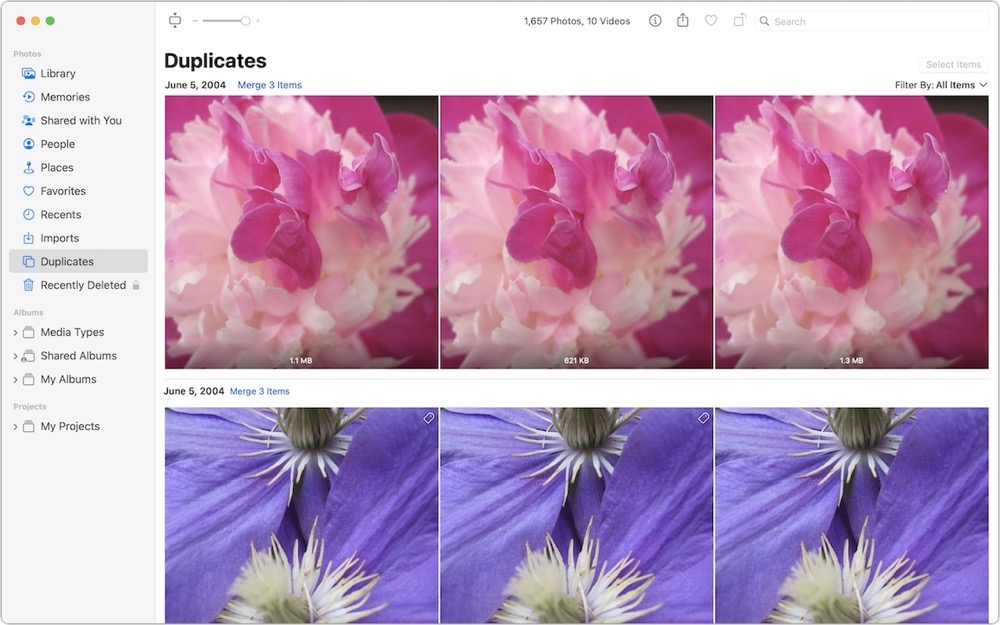 1,657 Photos, 10 Videos
Search
Photos
Library
Memories
Shared with You
People
Places
Favorites
Recents
Imports
Duplicates
Recently Deleted
Albums
Media Types
Shared Albums
My Albums
Projects
My Projects
Duplicates
Select Items
June 5, 2004 Merge 3 Items
Filter By: All Items
1.1 MB
621 KB
1.3 MB
June 5, 2004 Merge 3 Items